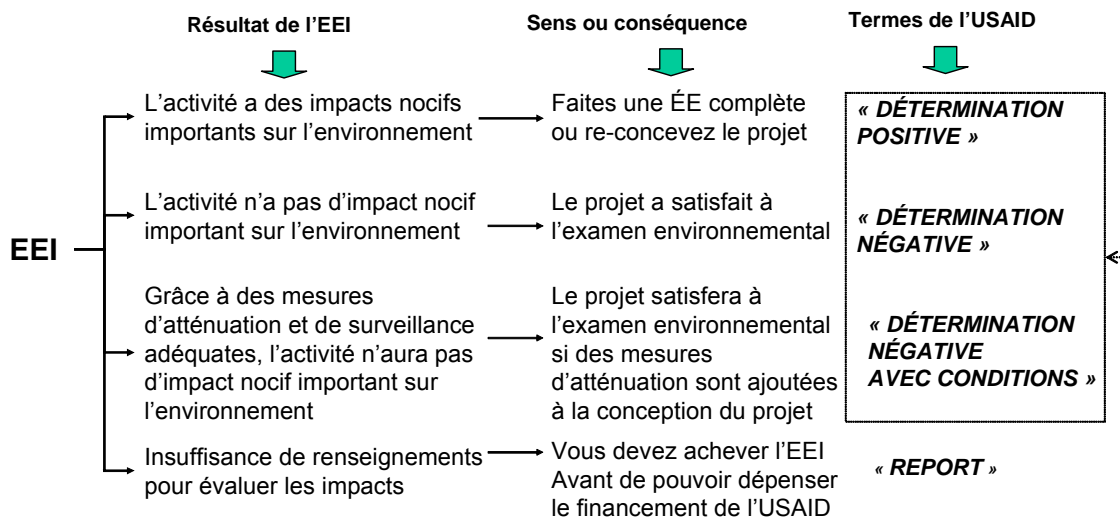 Résultat de l’EEI
Sens ou conséquence
Termes de l’USAID
EEI
L’activité a des impacts nocifs
importants sur l’environnement
Faites une ÉE complète
ou re-concevez le projet
« DÉTERMINATION
POSITIVE »
L’activité n’a pas d’impact nocif
important sur l’environnement
Le projet a satisfait à
l’examen environnemental
« DÉTERMINATION
NÉGATIVE »
Grâce à des mesures
d’atténuation et de surveillance
adéquates, l’activité n’aura pas
d’impact nocif important sur
l’environnement
Le projet satisfera à
l’examen environnemental
si des mesures
d’atténuation sont ajoutées
à la conception du projet
« DÉTERMINATION
NÉGATIVE
AVEC CONDITIONS »
Insuffisance de renseignements
pour évaluer les impacts
Vous devez achever l’EEI
Avant de pouvoir dépenser
le financement de l’USAID
« REPORT »